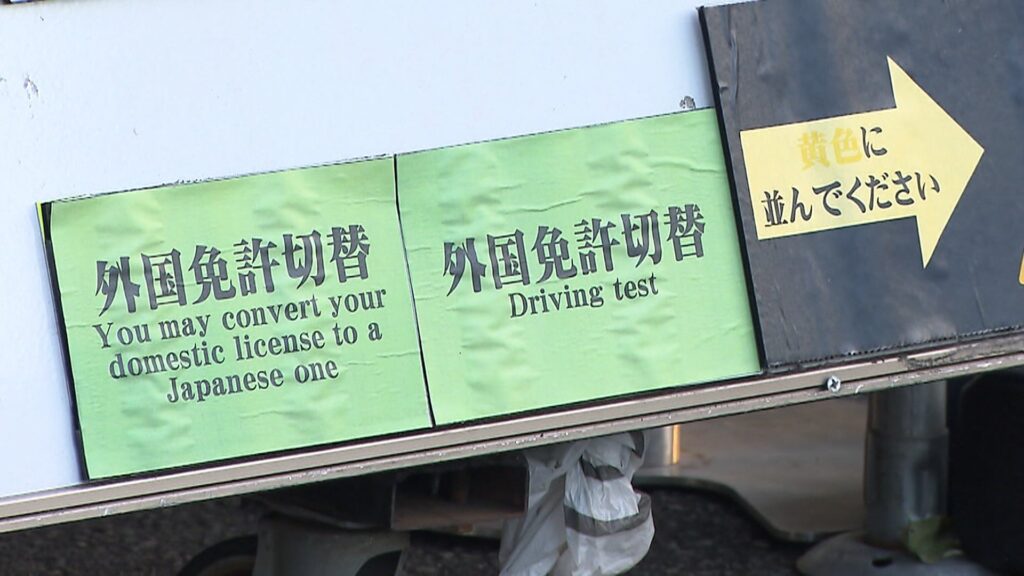 外国免許切替
You may convert your
domestic license to a
Japanese one
外国免許切替
Driving test
黄色に
並んでください